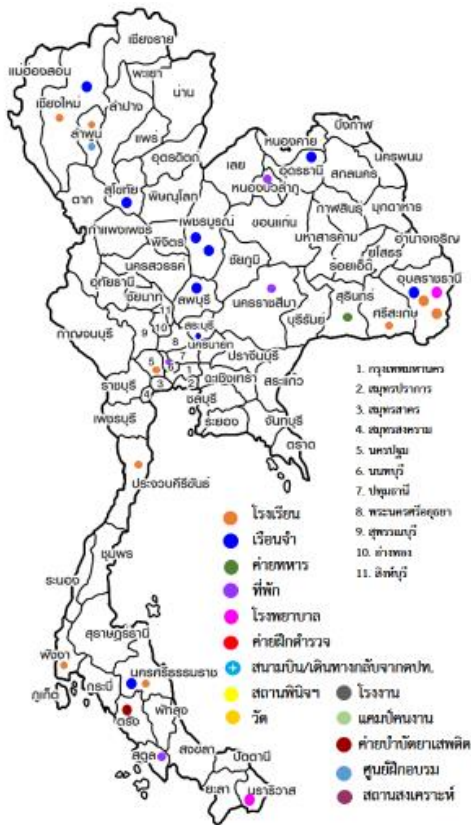 เชียงราย
แม่ฮ่องสอน
พะเยา
น่าน
เชียงใหม่
ลำปาง
ลำพูน
แพร่
อุตรดิตถ์
ตาก
สุโขทัย
พิษณุโลก
กำแพงเพชร
พิจิตร
เพชรบูรณ์
เลย
หนองคาย
บึงกาฬ
หนองบัวลำภู
อุดรธานี
สกลนคร
นครพนม
ขอนแก่น
กาฬสินธุ์
มุกดาหาร
มหาสารคาม
ร้อยเอ็ด
ยโสธร
อำนาจเจริญ
อุบลราชธานี
ชัยภูมิ
นครสวรรค์
อุทัยธานี
ชัยนาท
ลพบุรี
นครราชสีมา
บุรีรัมย์
สุรินทร์
ศรีสะเกษ
กาญจนบุรี
สระบุรี
นครนายก
ปราจีนบุรี
11
9
10
8
7
5
6
1
2
3
4
ฉะเชิงเทรา
สระแก้ว
ราชบุรี
ชลบุรี
เพชรบุรี
ระยอง
จันทบุรี
ตราด
ประจวบคีรีขันธ์
1. กรุงเทพมหานคร
2. สมุทรปราการ
3. สมุทรสาคร
4. สมุทรสงคราม
5. นครปฐม
6. นนทบุรี
7. ปทุมธานี
8. พระนครศรีอยุธยา
9. สุพรรณบุรี
10. อ่างทอง
11. สิงห์บุรี
ชุมพร
ระนอง
สุราษฎร์ธานี
พังงา
ภูเก็ต
กระบี่
นครศรีธรรมราช
ตรัง
พัทลุง
สตูล
สงขลา
ปัตตานี
ยะลา
นราธิวาส
โรงเรียน
เรือนจำ
ค่ายทหาร
ที่พัก
โรงพยาบาล
ค่ายฝึกตำรวจ
สนามบิน/เดินทางกลับจากตปท.
สถานพินิจฯ
วัด
โรงงาน
แคมป์คนงาน
ค่ายบำบัดยาเสพติด
ศูนย์ฝึกอบรม
สถานสงเคราะห์